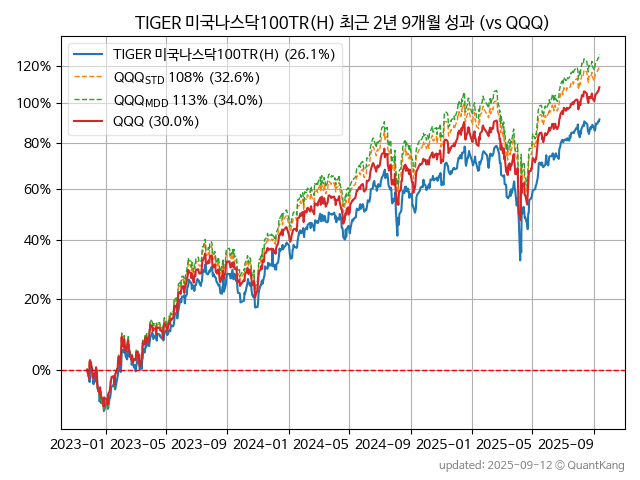 TIGER 미국나스닥100TR(H) 최근 2년 9개월 성과 (vs QQQ)
TIGER 미국나스닥100TR(H) (26.1%)
QQQSTD 108% (32.6%)
QQQMDD 113% (34.0%)
QQQ (30.0%)
120%
100%
80%
60%
40%
20%
0%
2023-01 2023-05 2023-09 2024-01 2024-05 2024-09 2025-01 2025-05 2025-09
updated: 2025-09-12 © QuantKang